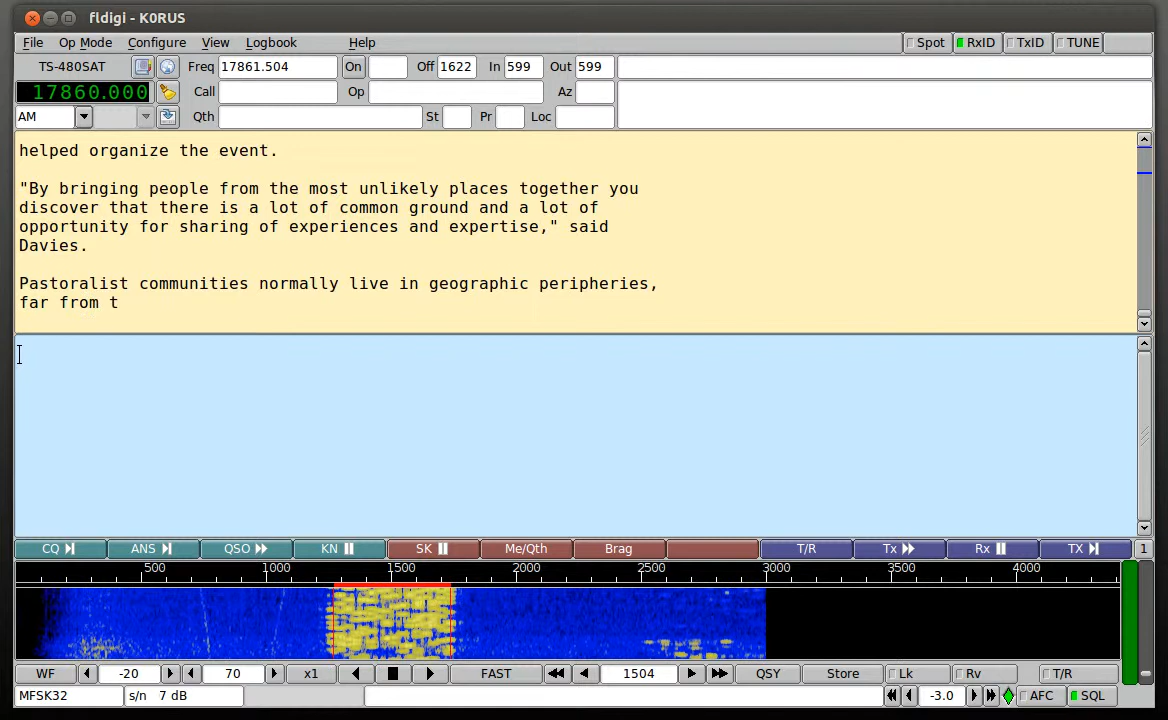 fldigi - K0RUS
File Op Mode Configure View Logbook Help Spot RxID TxID TUNE
TS-480SAT Freq 17861.504 On Off 1622 In 599 Out 599
17860.000 Call Op Az
AM Qth St Pr Loc
helped organize the event.
"By bringing people from the most unlikely places together you
discover that there is a lot of common ground and a lot of
opportunity for sharing of experiences and expertise," said
Davies.
Pastoralist communities normally live in geographic peripheries,
far from t
CQ ANS QSO KN SK Me/Qth Brag T/R Tx Rx TX 1
500 1000 1500 2000 2500 3000 3500 4000
WF -20 70 x1 FAST 1504 QSY Store Lk Rv T/R
MFSK32 s/n 7 dB -3.0 AFC SQL